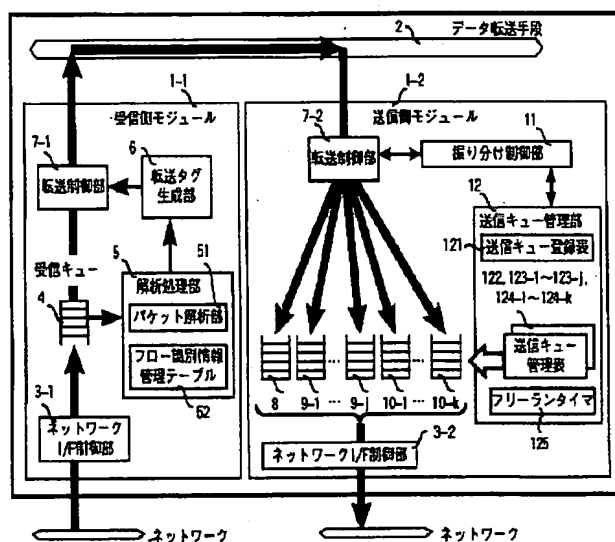 2
データ転送手段
1-1
受信側モジュール
1-2
送信側モジュール
7-1
転送制御部
6
転送タグ
生成部
7-2
転送制御部
11
振り分け制御部
12
送信キュー管理部
121
送信キュー登録表
122, 123-1～123-j,
124-1～124-k
送信キュー
管理表
フリーランタイマ
125
受信キュー
4
5
解析処理部
51
パケット解析部
フロー識別情報
管理テーブル
52
8
9-1
…
9-j
10-1
…
10-k
3-1
ネットワーク
I/F制御部
3-2
ネットワークI/F制御部
ネットワーク
ネットワーク